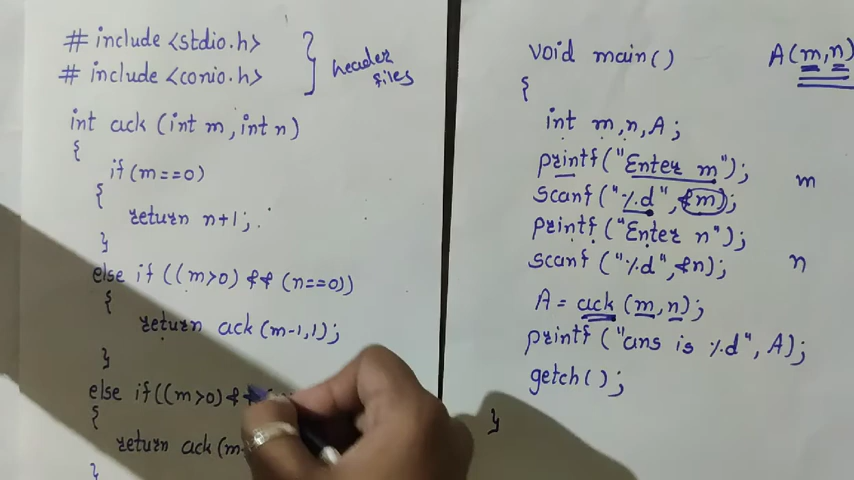 # include <stdio.h>
# include <conio.h>
header
files
int ack (int m, int n)
{
if (m==0)
{
return n+1;
}
else if ((m>0) && (n==0))
{
return ack (m-1,1);
}
else if ((m>0) &&
{
return ack (m-
}
void main()
A(m,n)
{
int m,n,A;
printf ("Enter m");
m
scanf ("%d", &m);
printf ("Enter n");
scanf ("%d", &n);
n
A = ack (m,n);
printf ("ans is %d", A);
getch();
}